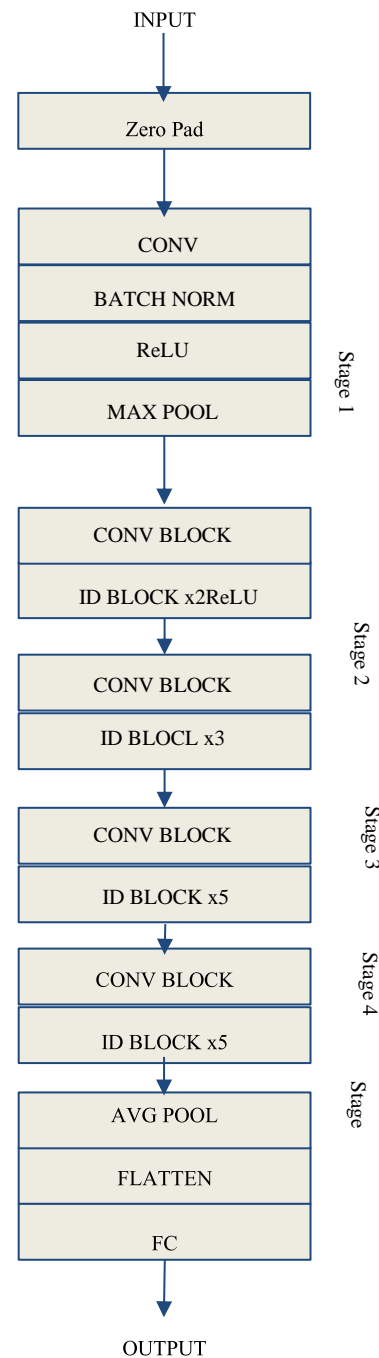 INPUT
Zero Pad
CONV
BATCH NORM
ReLU
Stage 1
MAX POOL
CONV BLOCK
ID BLOCK x2ReLU
Stage 2
CONV BLOCK
ID BLOCL x3
Stage 3
CONV BLOCK
ID BLOCK x5
Stage 4
CONV BLOCK
ID BLOCK x5
Stage
AVG POOL
FLATTEN
FC
OUTPUT